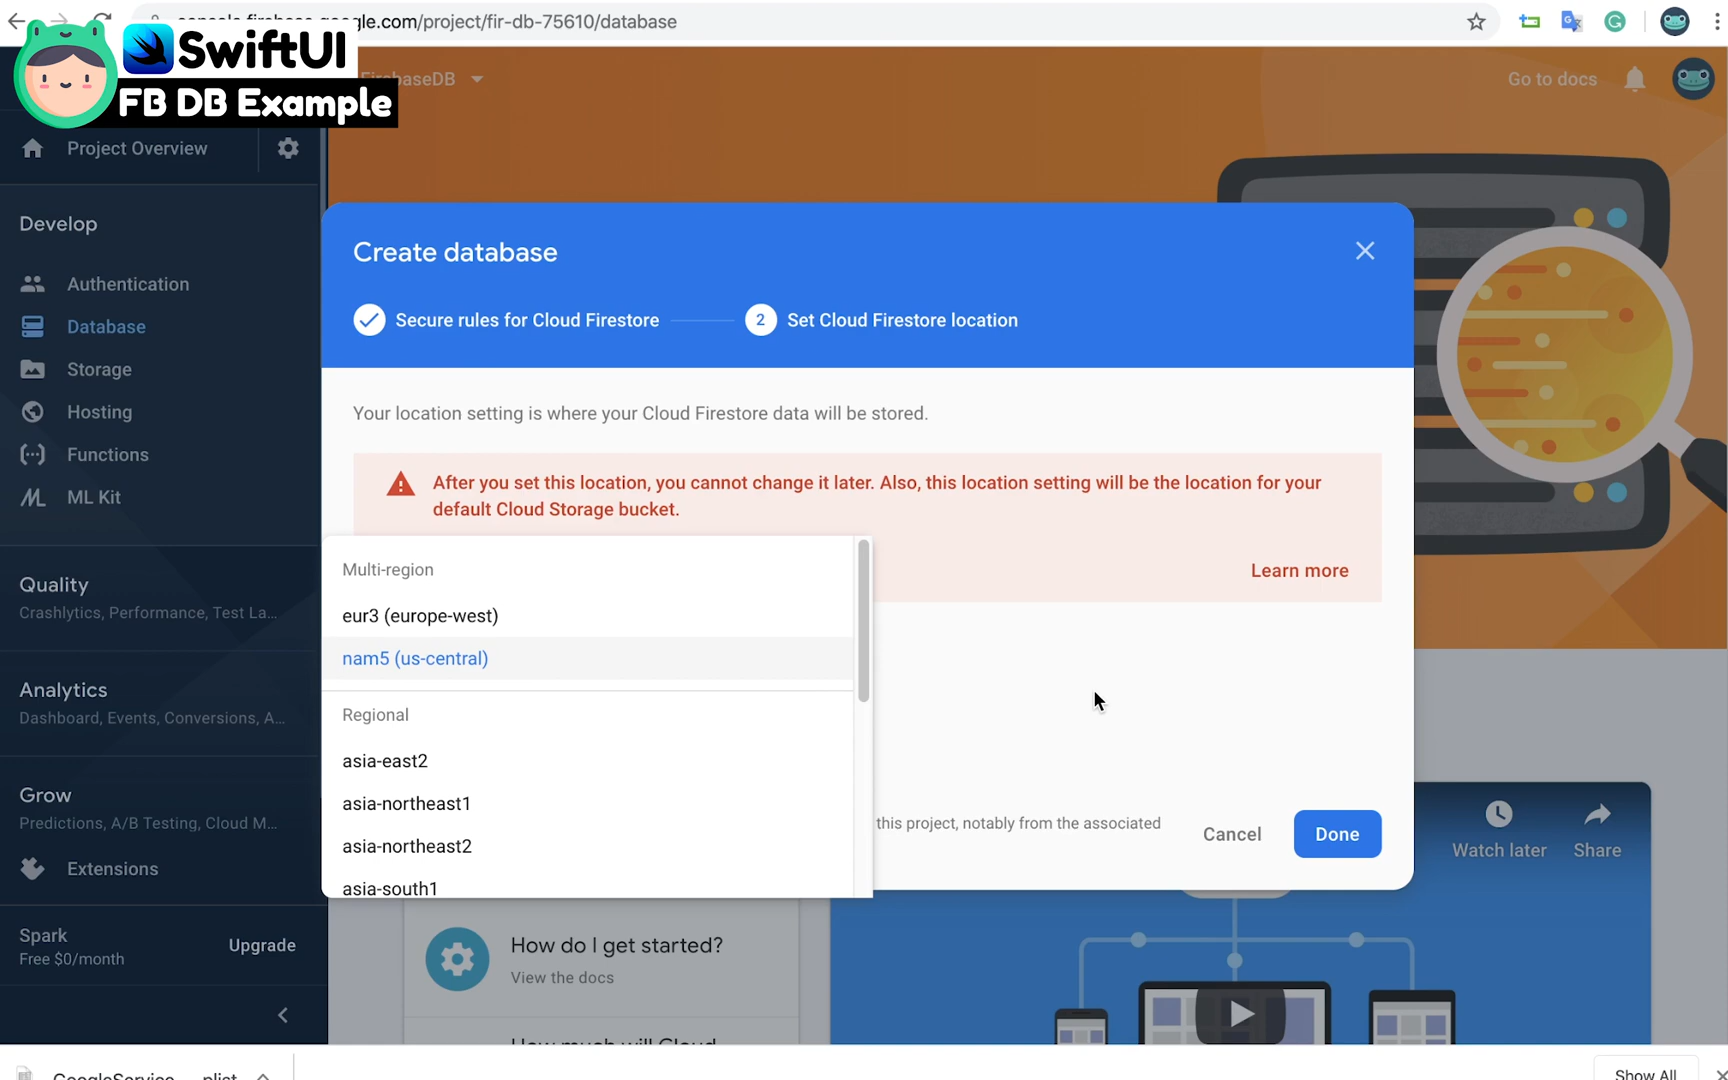 /project/fir-db-75610/database
SwiftUI
FB DB Example
Go to docs
Project Overview
Develop
Authentication
Database
Storage
Hosting
Functions
ML Kit
Quality
Crashlytics, Performance, Test La...
Analytics
Dashboard, Events, Conversions, A...
Grow
Predictions, A/B Testing, Cloud M...
Extensions
Spark
Free $0/month
Upgrade
Create database
Secure rules for Cloud Firestore
2
Set Cloud Firestore location
Your location setting is where your Cloud Firestore data will be stored.
After you set this location, you cannot change it later. Also, this location setting will be the location for your
default Cloud Storage bucket.
Learn more
Multi-region
eur3 (europe-west)
nam5 (us-central)
Regional
asia-east2
asia-northeast1
asia-northeast2
asia-south1
this project, notably from the associated
Cancel
Done
Watch later
Share
How do I get started?
View the docs
Show All